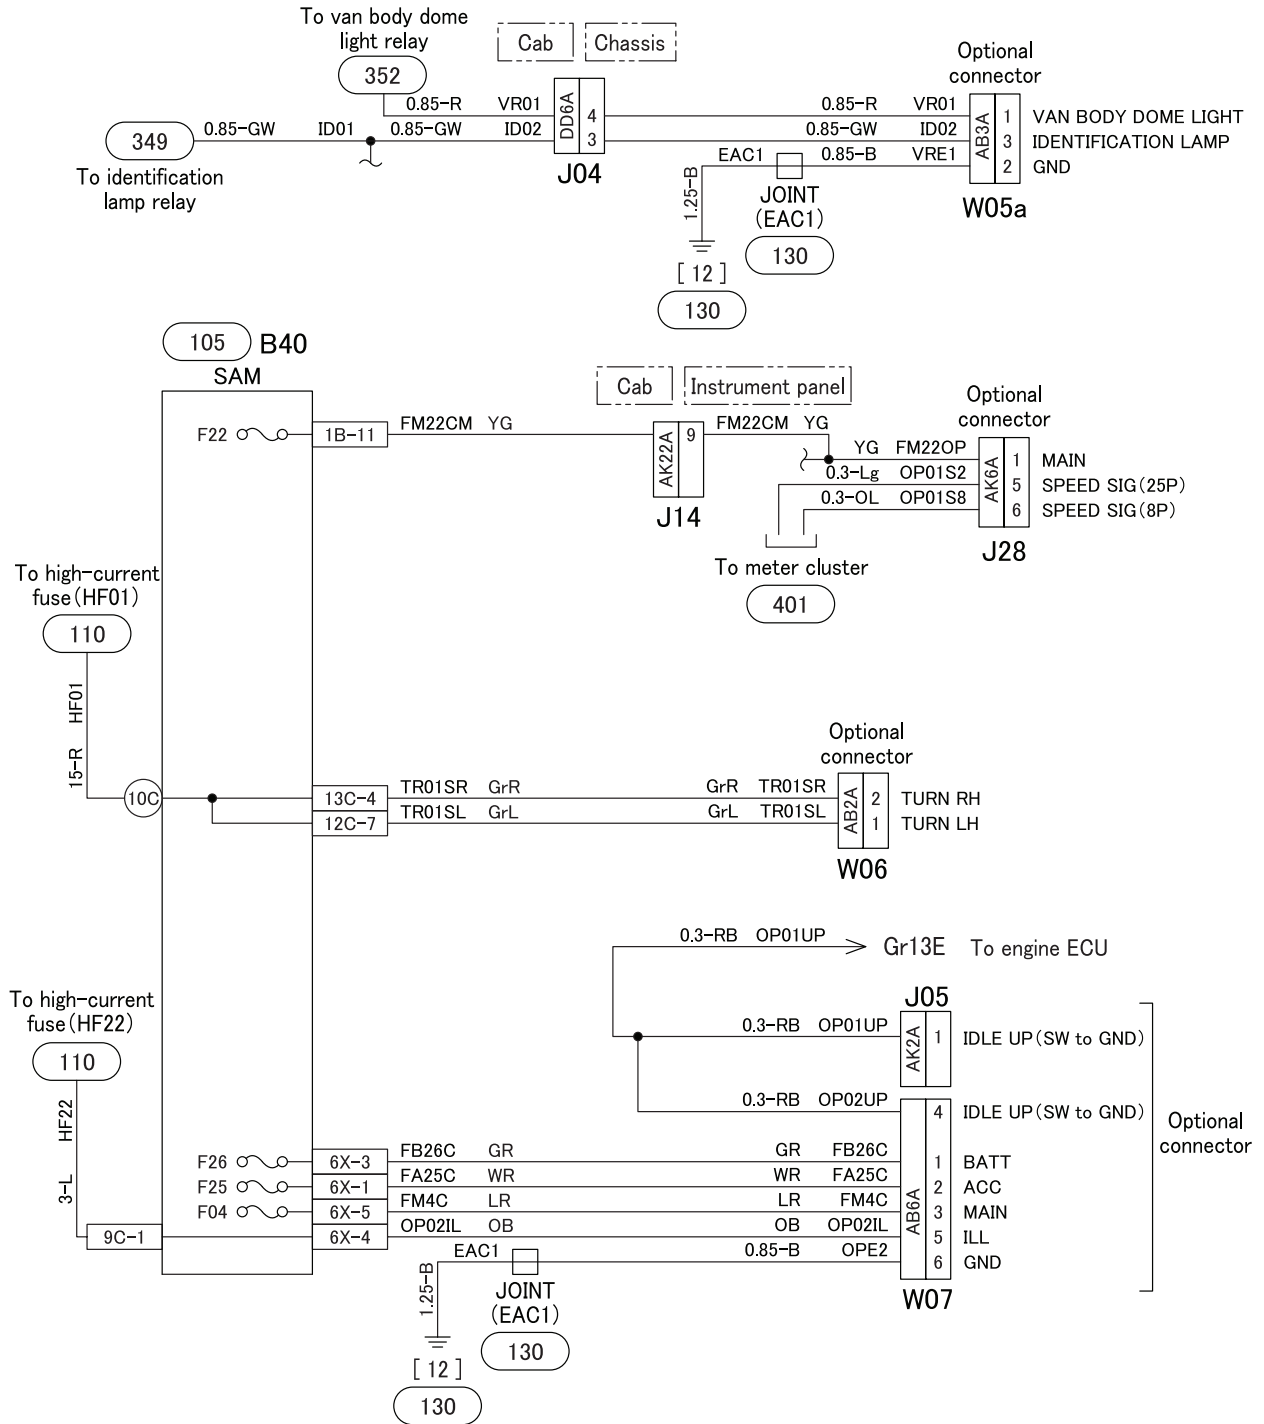 To van body dome
light relay
352
Cab
Chassis
Optional
connector
0.85-R VR01
DD6A
4
0.85-R VR01
AB3A
1
VAN BODY DOME LIGHT
349
0.85-GW ID01
0.85-GW ID02
3
0.85-GW ID02
3
IDENTIFICATION LAMP
EAC1
0.85-B VRE1
2
GND
To identification
lamp relay
J04
1.25-B
JOINT
(EAC1)
130
W05a
[ 12 ]
130
105
B40
SAM
Cab
Instrument panel
Optional
connector
F22
1B-11
FM22CM YG
AK22A
9
FM22CM YG
YG FM22OP
AK6A
1
MAIN
0.3-Lg OP01S2
5
SPEED SIG(25P)
0.3-OL OP01S8
6
SPEED SIG(8P)
J14
J28
To meter cluster
401
To high-current
fuse(HF01)
110
15-R HF01
10C
Optional
connector
13C-4
TR01SR GrR
GrR TR01SR
AB2A
2
TURN RH
12C-7
TR01SL GrL
GrL TR01SL
1
TURN LH
W06
0.3-RB OP01UP
Gr13E To engine ECU
To high-current
fuse(HF22)
110
3-L HF22
J05
0.3-RB OP01UP
AK2A
1
IDLE UP(SW to GND)
0.3-RB OP02UP
AB6A
4
IDLE UP(SW to GND)
Optional
connector
F26
6X-3
FB26C GR
GR FB26C
1
BATT
F25
6X-1
FA25C WR
WR FA25C
2
ACC
F04
6X-5
FM4C LR
LR FM4C
3
MAIN
9C-1
6X-4
OP02IL OB
OB OP02IL
5
ILL
EAC1
0.85-B OPE2
6
GND
1.25-B
JOINT
(EAC1)
130
W07
[ 12 ]
130